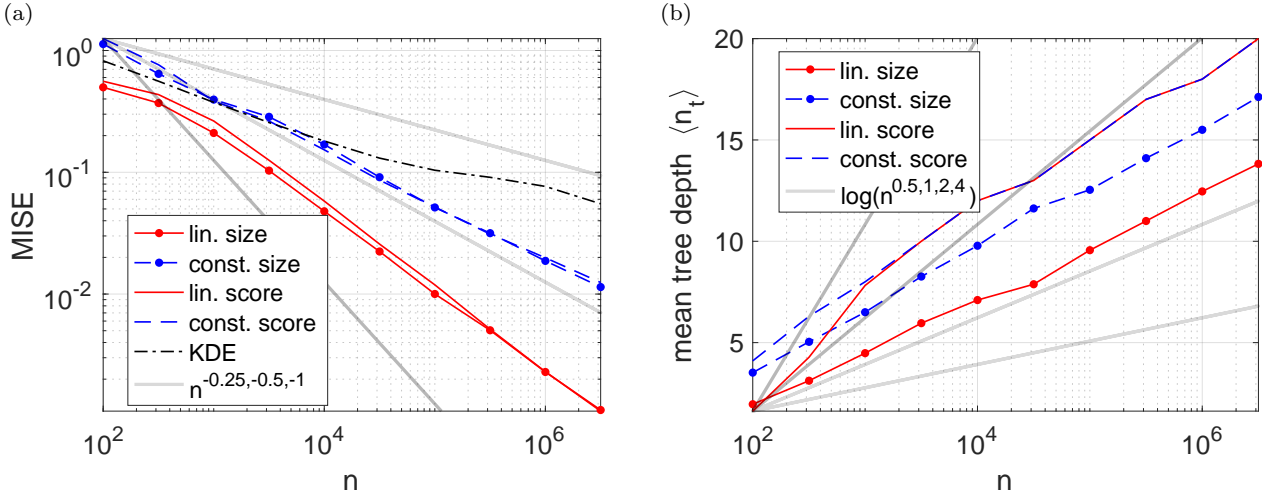 (a)
10^0
10^-1
10^-2
MISE
lin. size
const. size
lin. score
const. score
KDE
n^-0.25,-0.5,-1
10^2
10^4
10^6
n
(b)
20
15
10
5
mean tree depth ⟨n_t⟩
lin. size
const. size
lin. score
const. score
log(n^0.5,1,2,4)
10^2
10^4
10^6
n